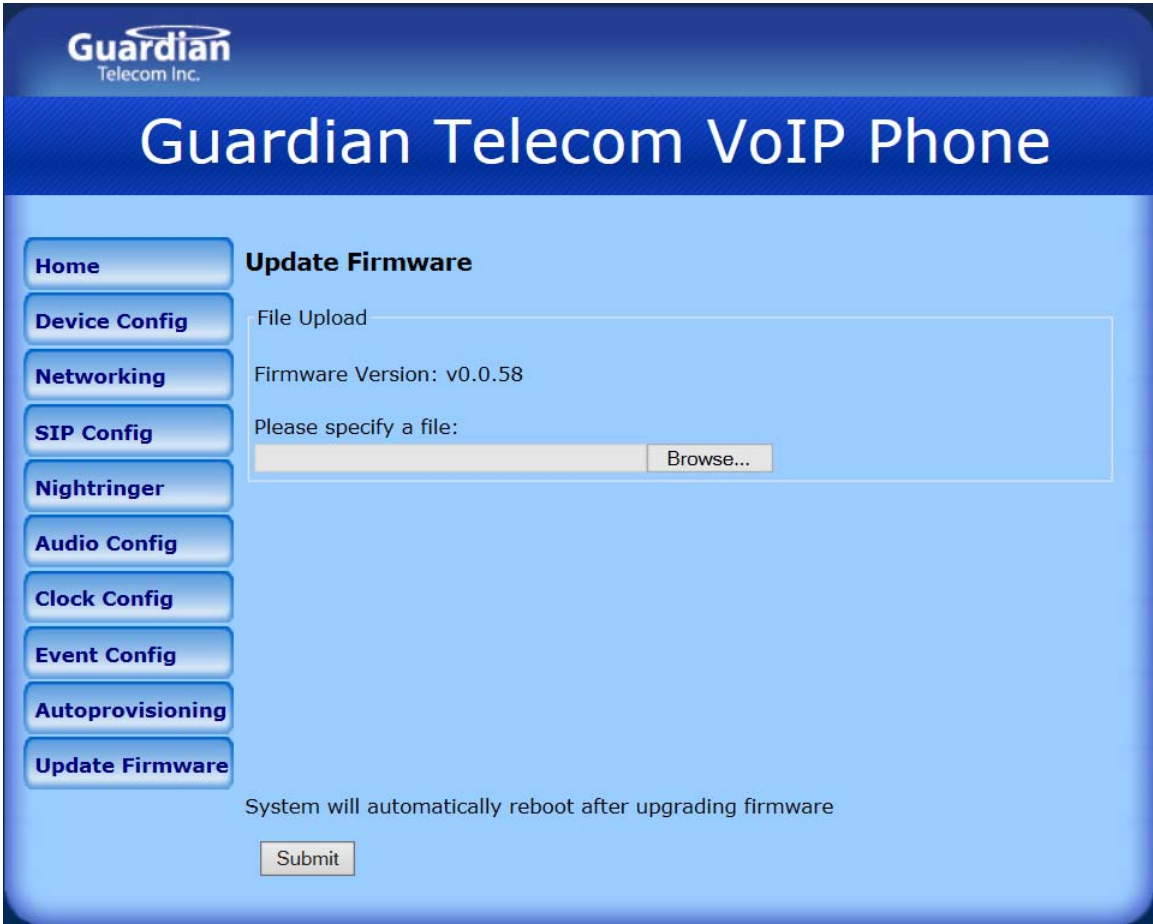 Guardian
Telecom Inc.
Guardian Telecom VoIP Phone
Home
Device Config
Networking
SIP Config
Nightringer
Audio Config
Clock Config
Event Config
Autoprovisioning
Update Firmware
Update Firmware
File Upload
Firmware Version: v0.0.58
Please specify a file:
Browse...
System will automatically reboot after upgrading firmware
Submit